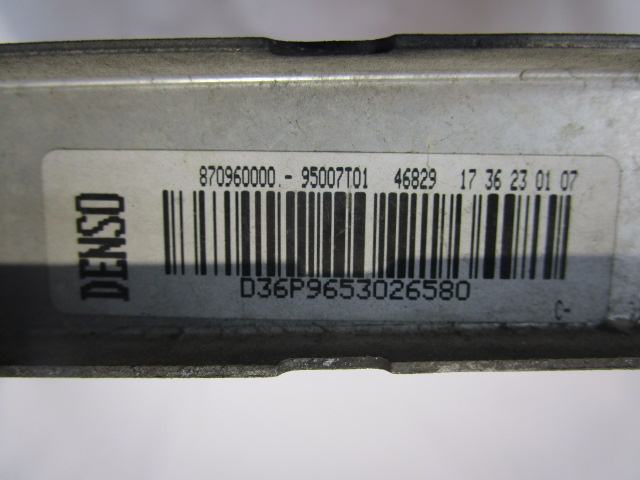 DENSO
870960000.- 95007T01 46829 17 36 23 01 07
D36P9653026580
C-